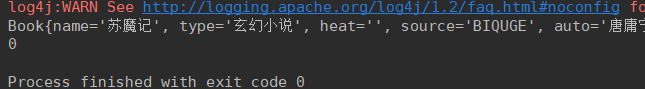 log4j:WARN See http://logging.apache.org/log4j/1.2/faq.html#noconfig fo
Book{name='苏魔记', type='玄幻小说', heat='', source='BIQUGE', auto='唐庸
0
Process finished with exit code 0